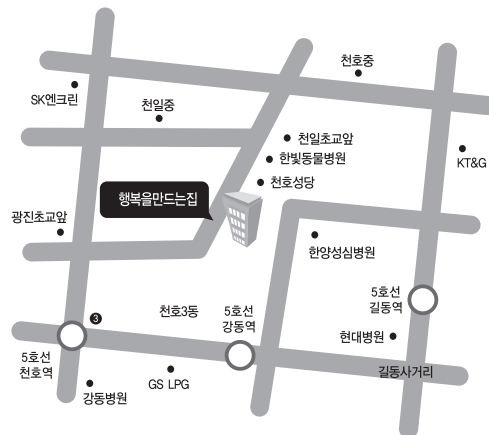 천호중
SK엔크린
천일중
천일초교앞
한빛동물병원
KT&G
천호성당
행복을만드는집
광진초교앞
한양성심병원
5호선
길동역
3
천호3동
5호선
강동역
현대병원
5호선
천호역
GS LPG
길동사거리
강동병원